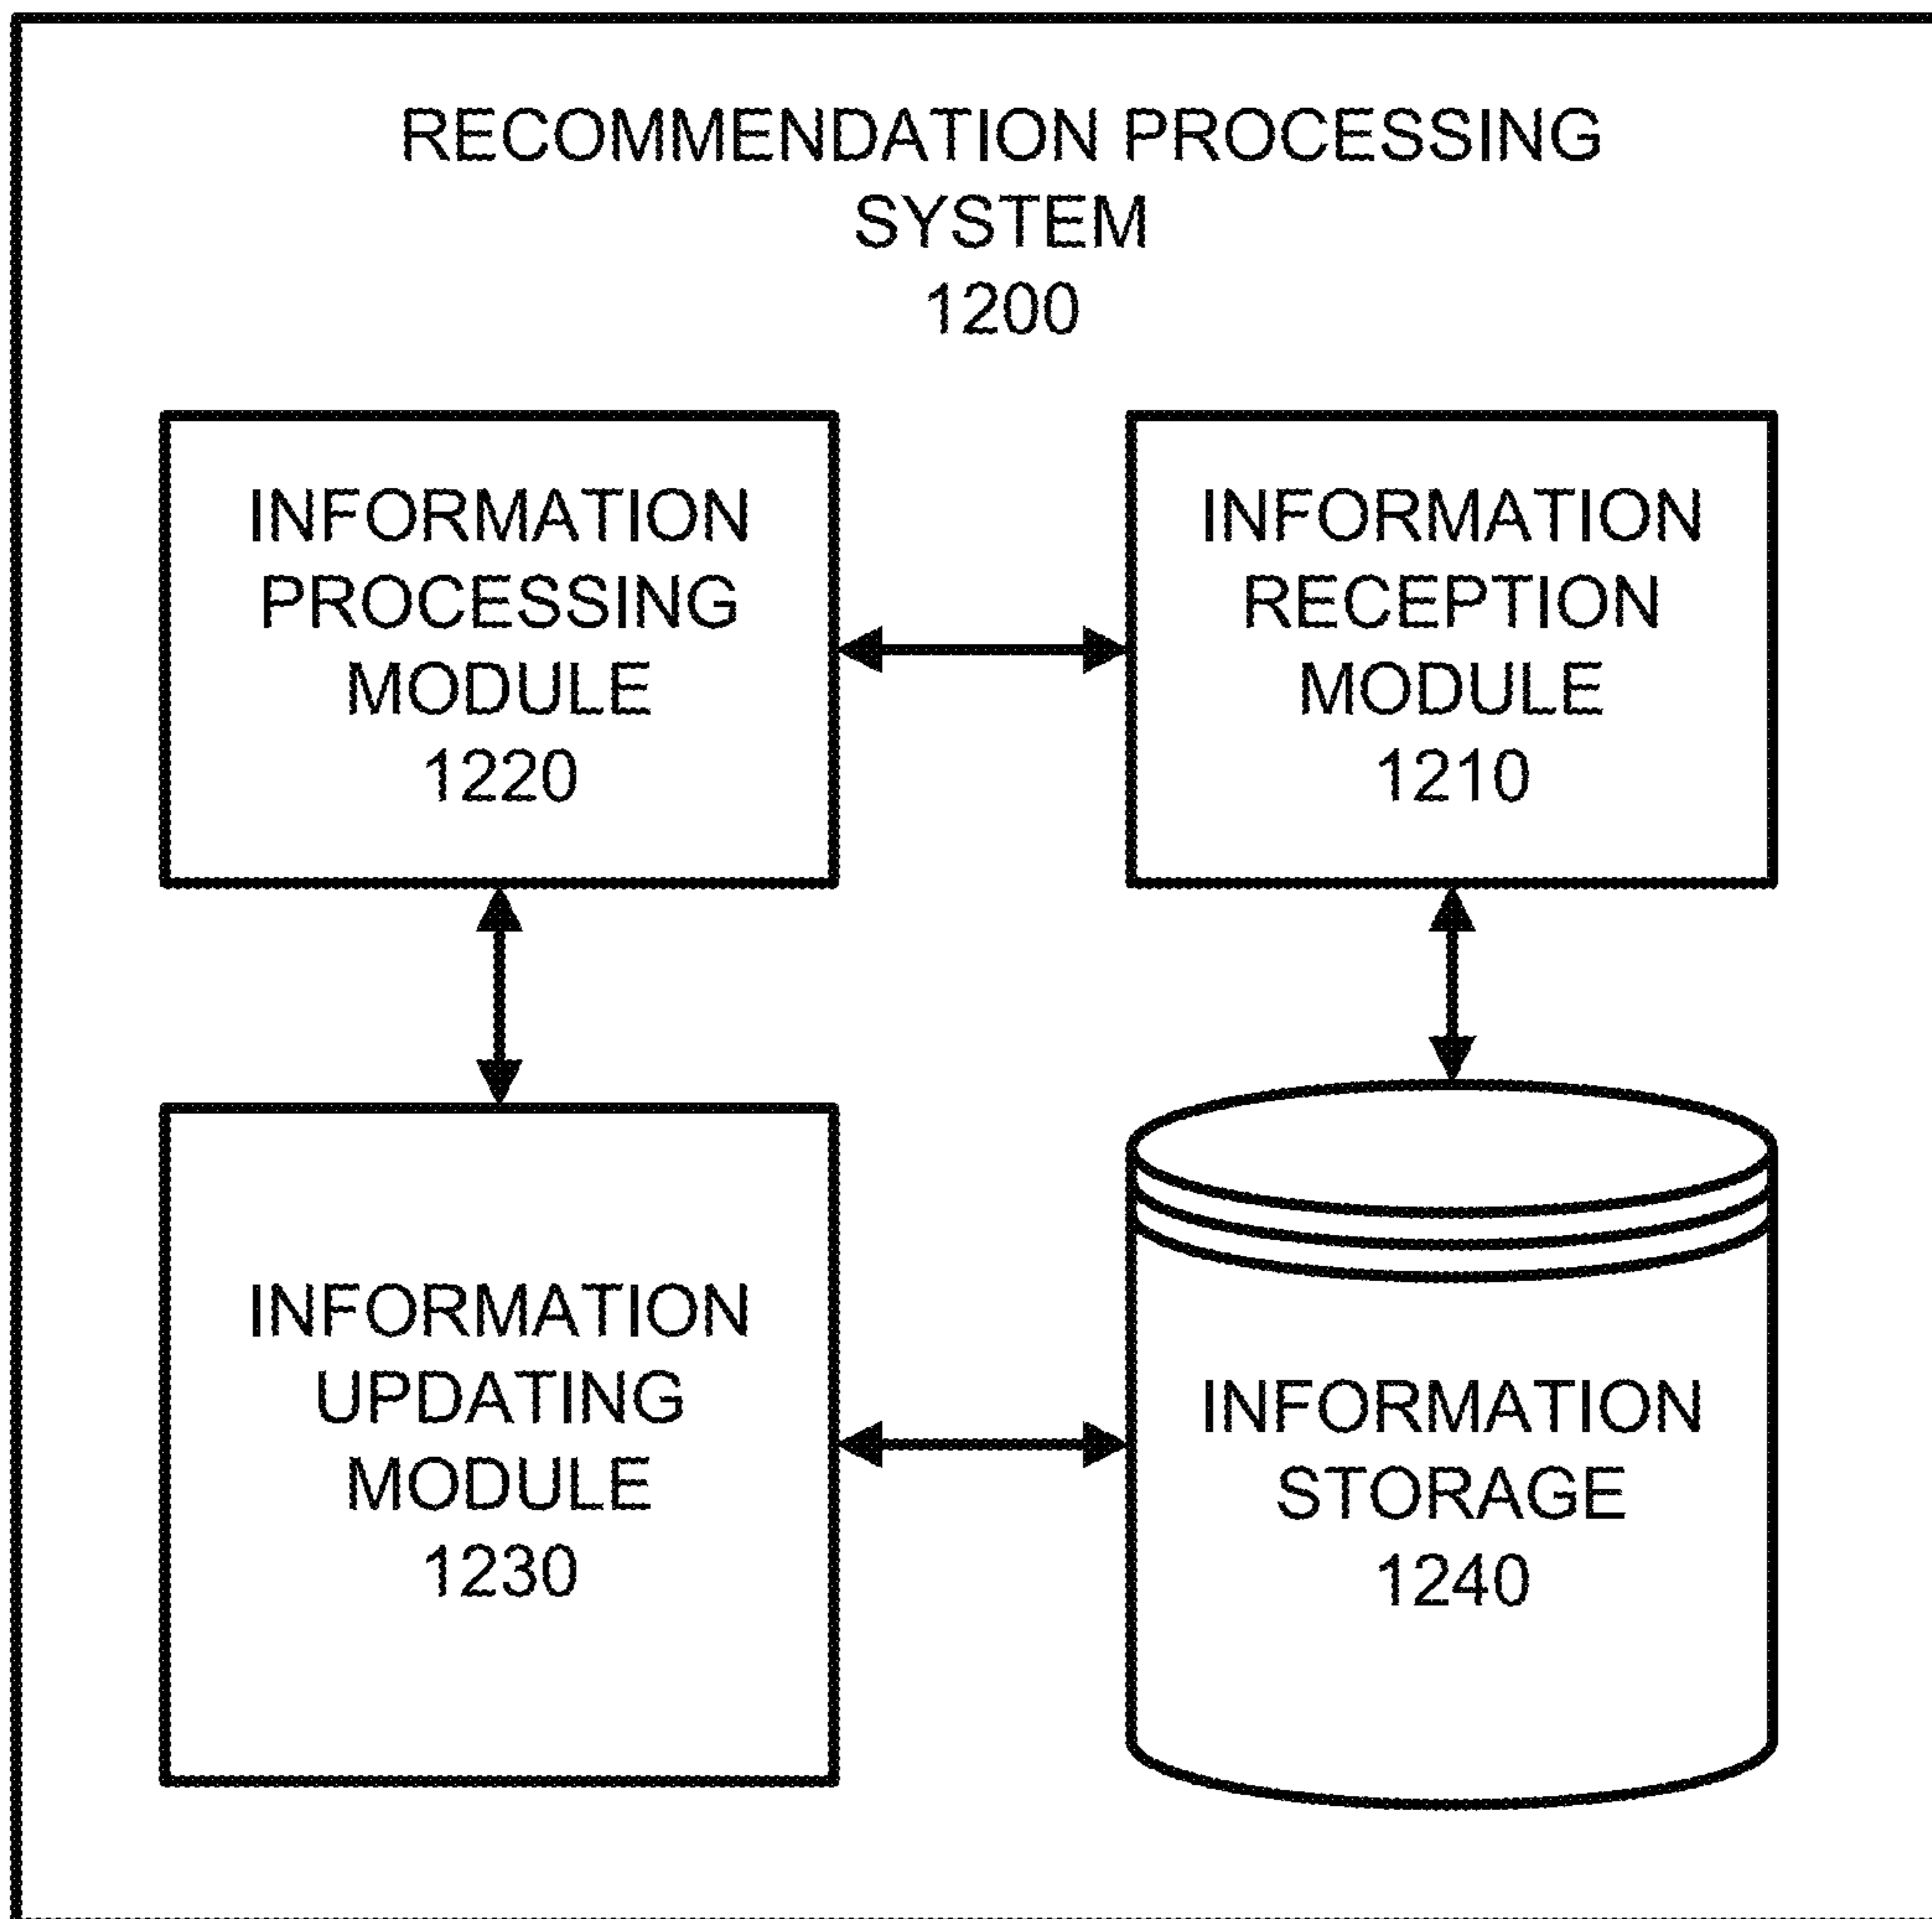 RECOMMENDATION PROCESSING
SYSTEM
1200
INFORMATION
PROCESSING
MODULE
1220
INFORMATION
RECEPTION
MODULE
1210
INFORMATION
UPDATING
MODULE
1230
INFORMATION
STORAGE
1240